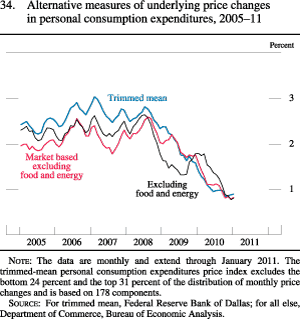 34. Alternative measures of underlying price changes
in personal consumption expenditures, 2005–11
Percent
Trimmed mean
3
2
Market based
excluding
food and energy
Excluding
food and energy
1
2005 2006 2007 2008 2009 2010 2011
NOTE: The data are monthly and extend through January 2011. The
trimmed-mean personal consumption expenditures price index excludes the
bottom 24 percent and the top 31 percent of the distribution of monthly price
changes and is based on 178 components.
SOURCE: For trimmed mean, Federal Reserve Bank of Dallas; for all else,
Department of Commerce, Bureau of Economic Analysis.